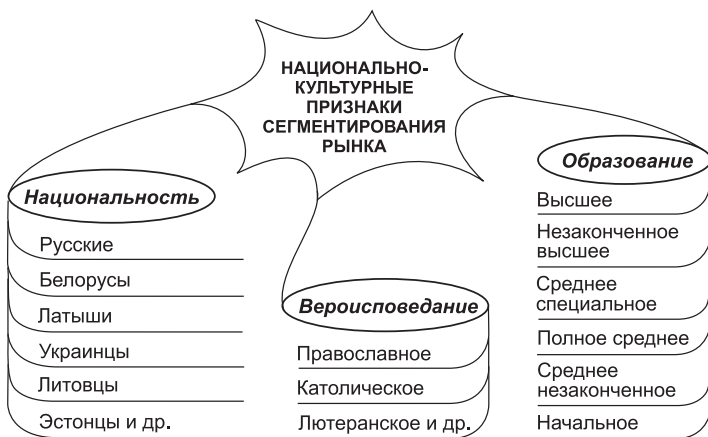 НАЦИОНАЛЬНО-
КУЛЬТУРНЫЕ
ПРИЗНАКИ
СЕГМЕНТИРОВАНИЯ
РЫНКА
Национальность
Русские
Белорусы
Латыши
Украинцы
Литовцы
Эстонцы и др.
Вероисповедание
Православное
Католическое
Лютеранское и др.
Образование
Высшее
Незаконченное
высшее
Среднее
специальное
Полное среднее
Среднее
незаконченное
Начальное